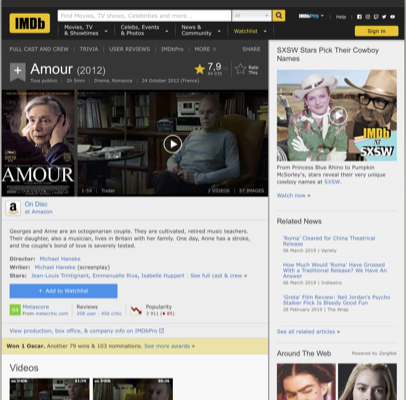 IMDb
Find Movies, TV shows, Celebrities and more...
All
IMDbPro
Help
Movies, TV & Showtimes
Celebs, Events & Photos
News & Community
Watchlist
Sign in
FULL CAST AND CREW | TRIVIA | USER REVIEWS | IMDbPro | MORE
SHARE
Amour (2012)
Tous publics | 2h 5min | Drama, Romance | 24 October 2012 (France)
7,9
Rate This
AMOUR
1:58 | Trailer
2 VIDEOS | 57 IMAGES
On Disc
at Amazon
Georges and Anne are an octogenarian couple. They are cultivated, retired music teachers.
Their daughter, also a musician, lives in Britain with her family. One day, Anne has a stroke,
and the couple's bond of love is severely tested.
Director: Michael Haneke
Writer: Michael Haneke (screenplay)
Stars: Jean-Louis Trintignant, Emmanuelle Riva, Isabelle Huppert | See full cast & crew »
+ Add to Watchlist
Metascore
From metacritic.com
Reviews
208 user | 456 critic
Popularity
3 911
View production, box office, & company info on IMDbPro
Won 1 Oscar. Another 79 wins & 103 nominations. See more awards »
Videos
SXSW Stars Pick Their Cowboy
Names
IMDb
AT
SXSW
From Princess Blue Rhino to Pumpkin
McSorley's, stars reveal their very unique
cowboy names at SXSW.
Watch now »
Related News
'Roma' Cleared for China Theatrical
Release
06 March 2019 | Variety
How Much Would 'Roma' Have Grossed
With a Traditional Release? We Have An
Answer
06 March 2019 | Indiewire
'Greta' Film Review: Neil Jordan's Psycho
Stalker Flick Is Bloody Good Fun
28 February 2019 | The Wrap
See all related articles »
Around The Web
Powered by ZergNet